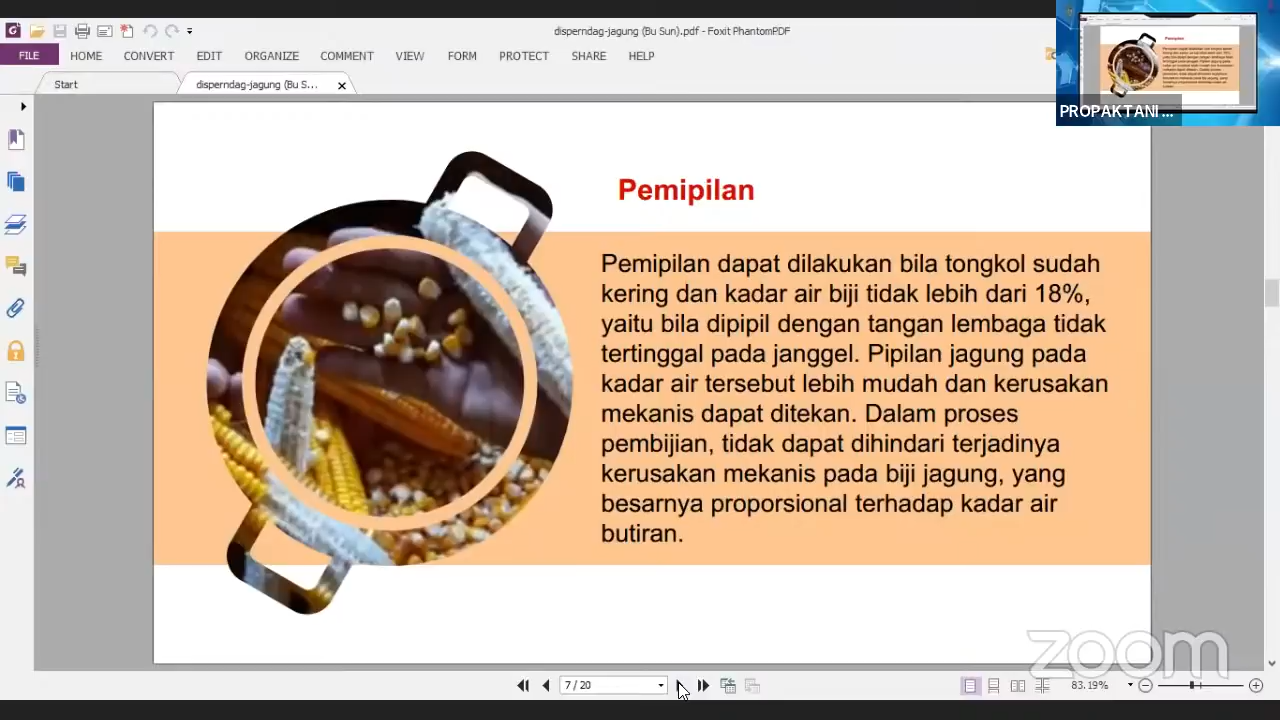 disperndag-jagung (Bu Sun).pdf - Foxit PhantomPDF
FILE HOME CONVERT EDIT ORGANIZE COMMENT VIEW FORM PROTECT SHARE HELP
Start disperndag-jagung (Bu S...
PROPAKTANI ...
Pemipilan
Pemipilan dapat dilakukan bila tongkol sudah
kering dan kadar air biji tidak lebih dari 18%,
yaitu bila dipipil dengan tangan lembaga tidak
tertinggal pada janggel. Pipilan jagung pada
kadar air tersebut lebih mudah dan kerusakan
mekanis dapat ditekan. Dalam proses
pembijian, tidak dapat dihindari terjadinya
kerusakan mekanis pada biji jagung, yang
besarnya proporsional terhadap kadar air
butiran.
zoom
7 / 20
83.19%